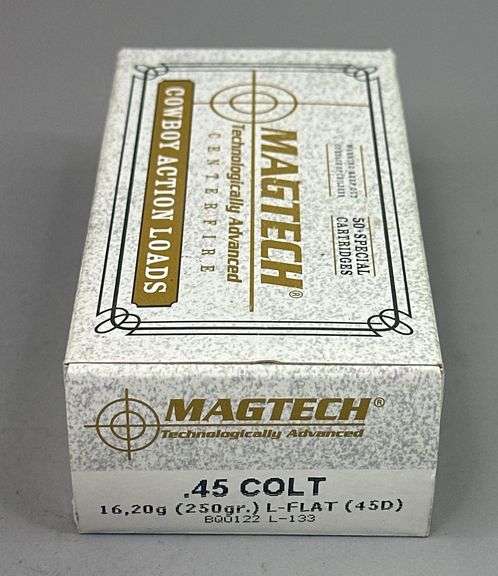 MAGTECH®
Technologically Advanced
CENTERFIRE
COWBOY ACTION LOADS
50-SPECIAL
CARTRIDGES
MAGTECH®
Technologically Advanced
.45 COLT
16,20g (250gr.) L-FLAT (45D)
BQU122 L-133